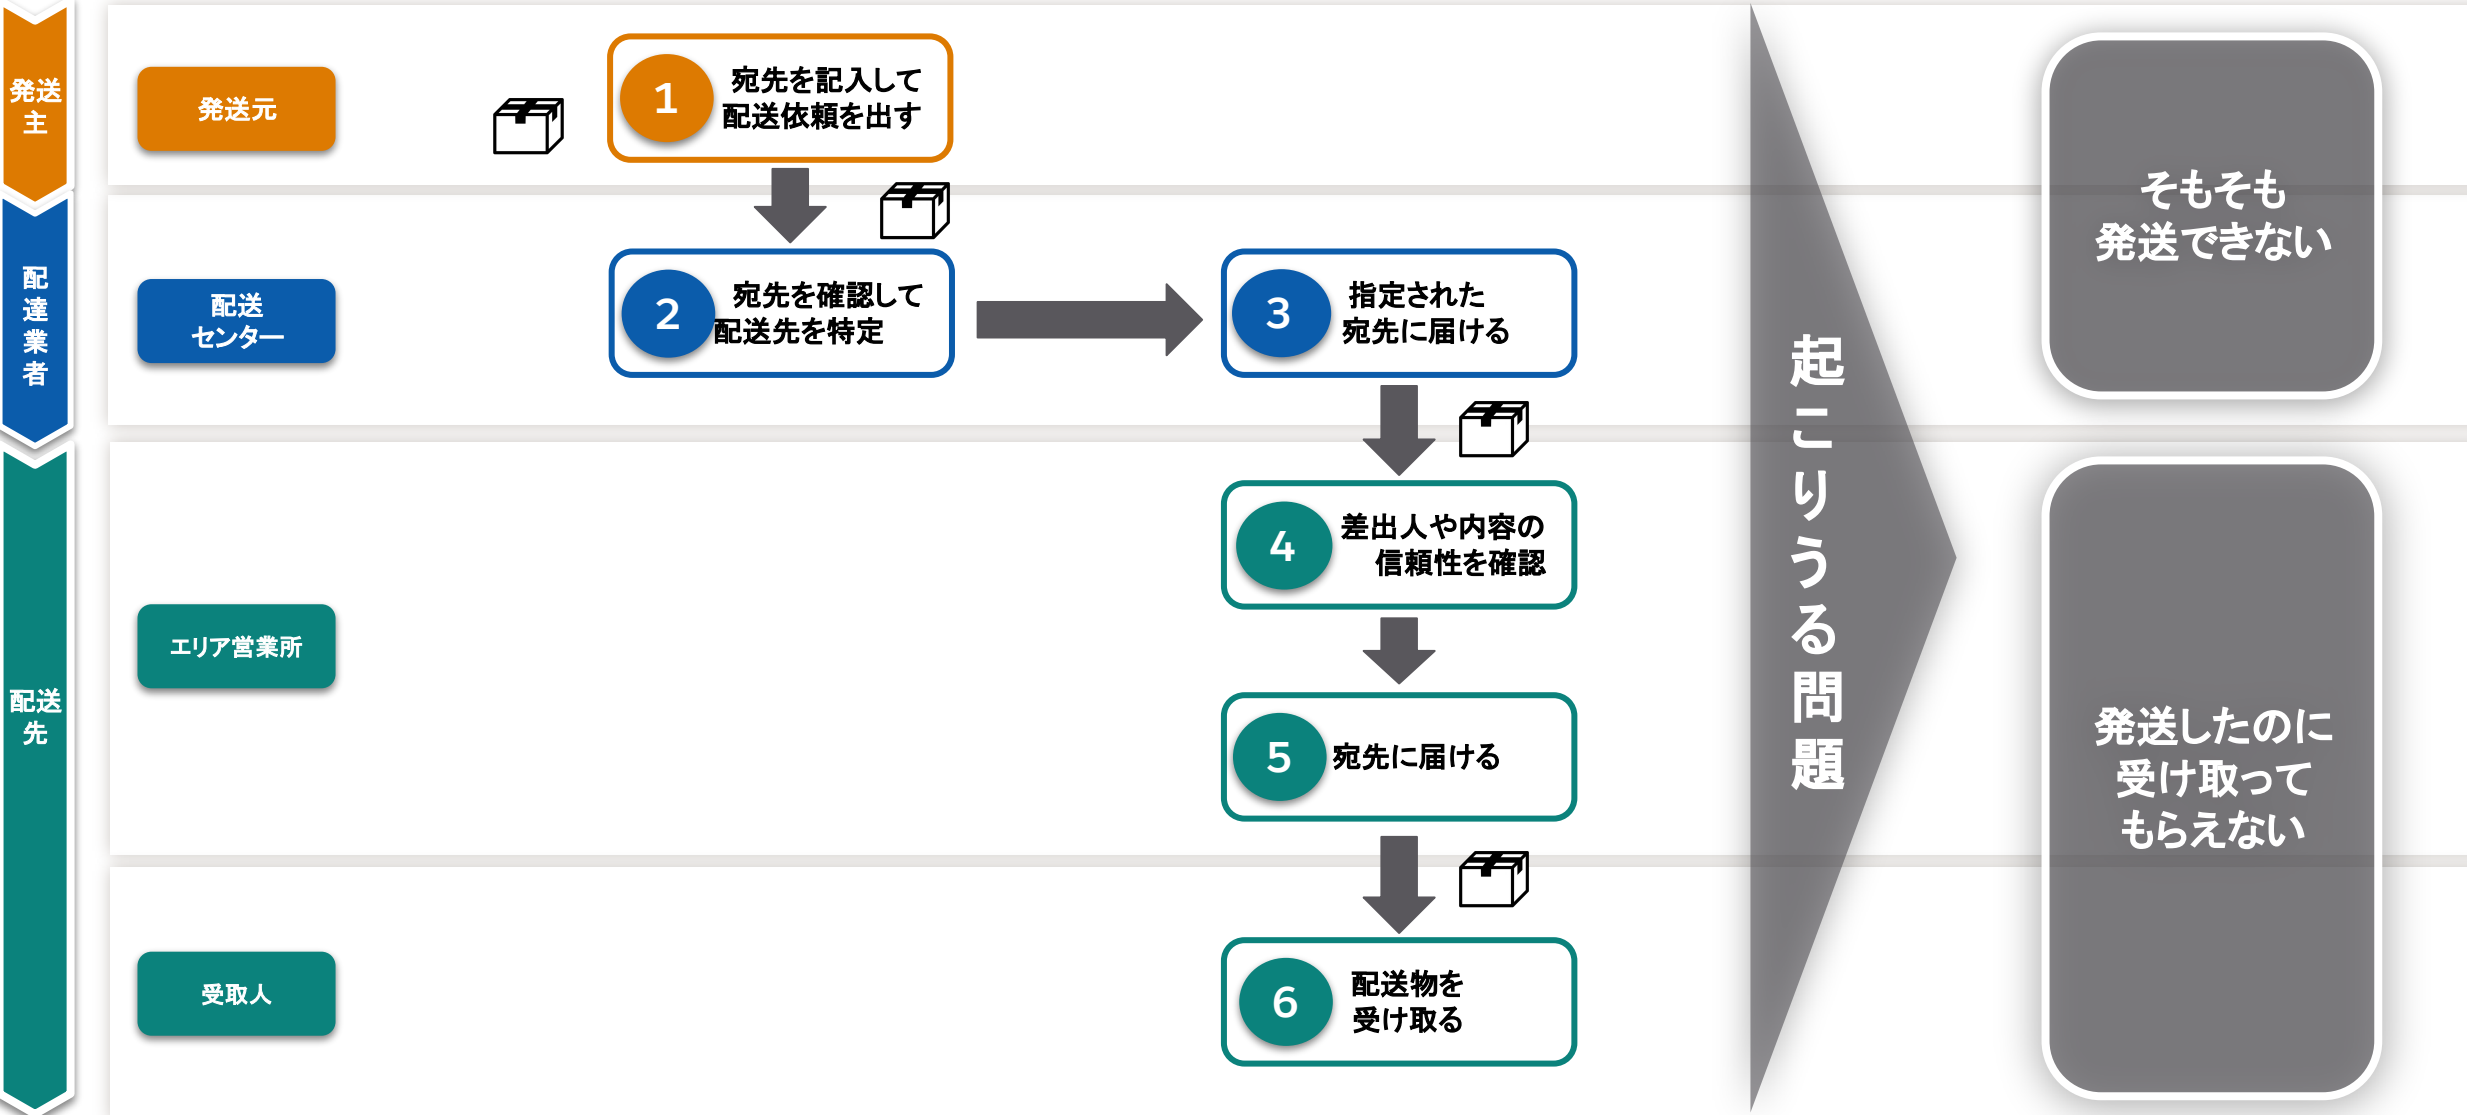 発送
主
発送元
1
宛先を記入して
配送依頼を出す
配
達
業
者
配送
センター
2
宛先を確認して
配送先を特定
3
指定された
宛先に届ける
配送
先
エリア営業所
4
差出人や内容の
信頼性を確認
5
宛先に届ける
受取人
6
配送物を
受け取る
起こりうる問題
そもそも
発送できない
発送したのに
受け取って
もらえない